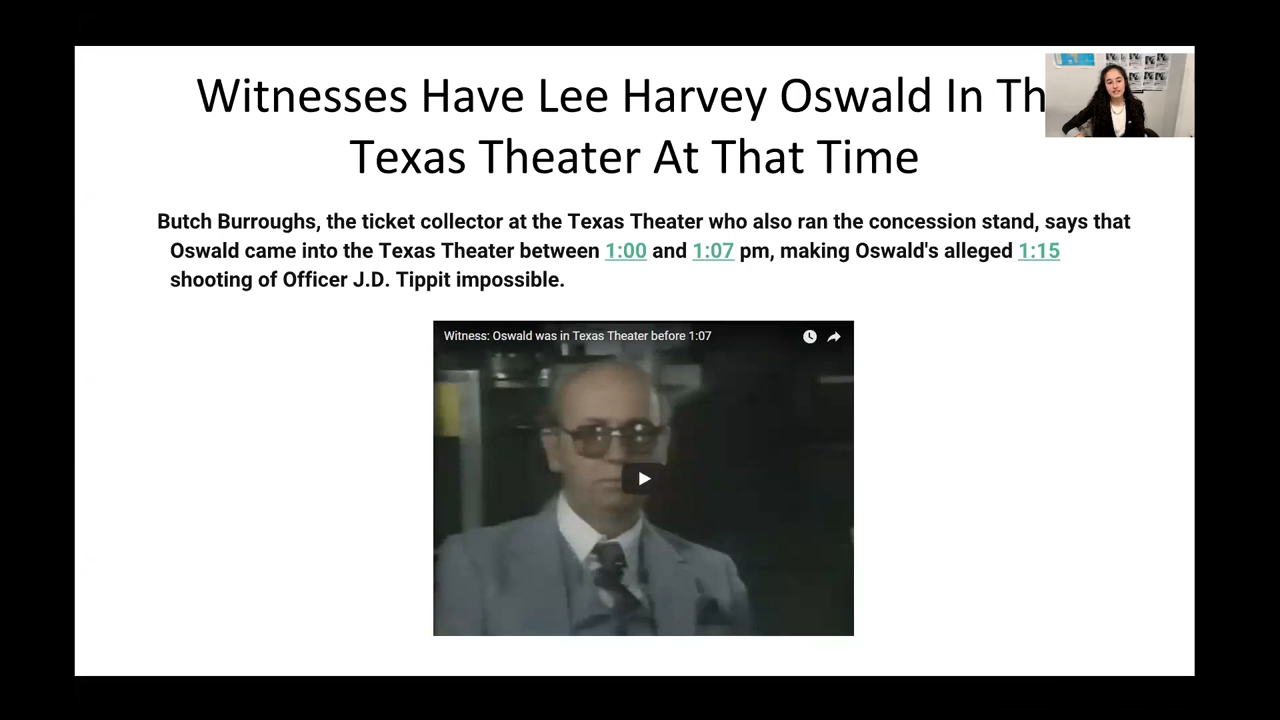 Witnesses Have Lee Harvey Oswald In Th
Texas Theater At That Time
Butch Burroughs, the ticket collector at the Texas Theater who also ran the concession stand, says that
Oswald came into the Texas Theater between 1:00 and 1:07 pm, making Oswald's alleged 1:15
shooting of Officer J.D. Tippit impossible.
Witness: Oswald was in Texas Theater before 1:07